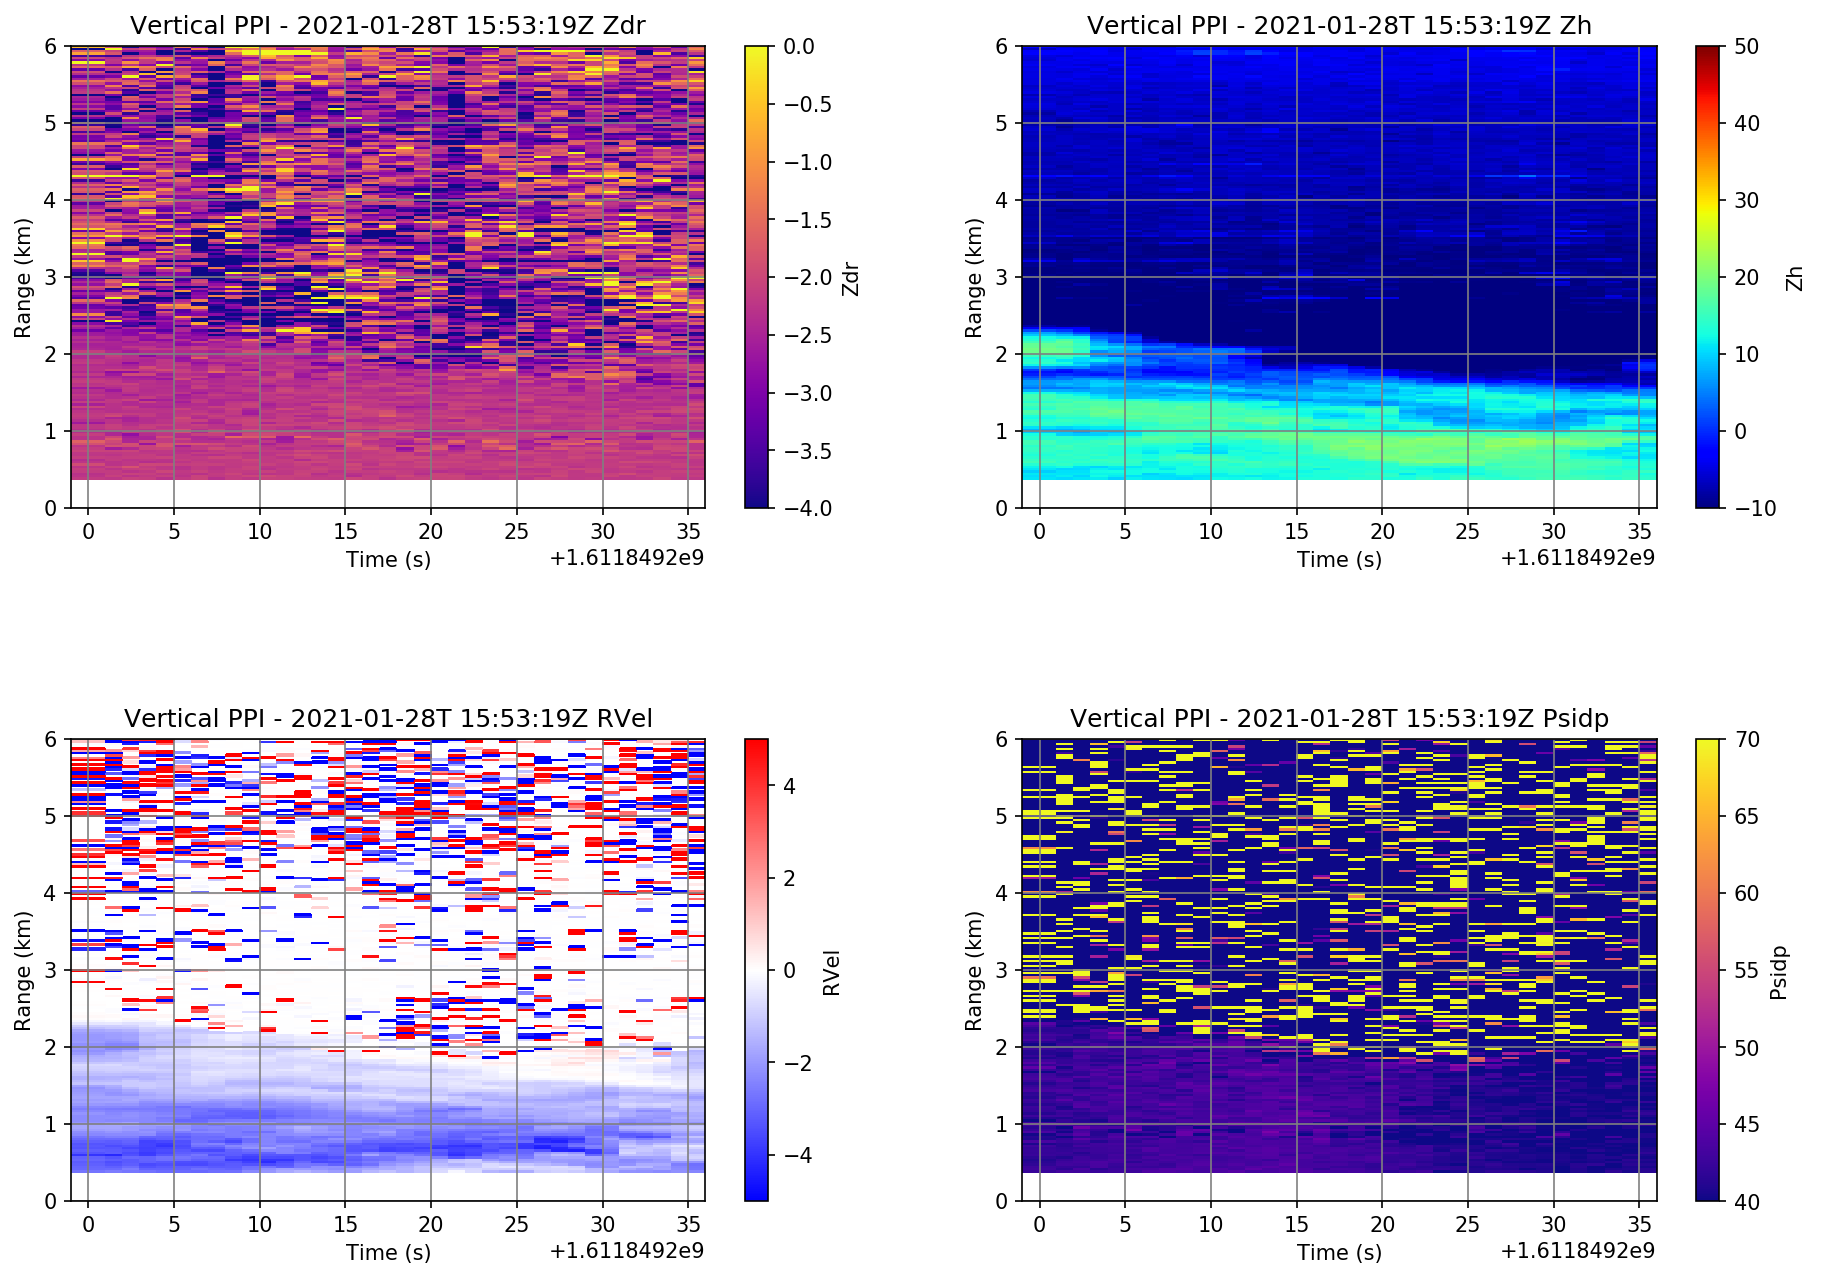 Vertical PPI - 2021-01-28T 15:53:19Z Zdr
6
5
4
3
2
1
0
Range (km)
0 5 10 15 20 25 30 35
Time (s)
+1.6118492e9
0.0
−0.5
−1.0
−1.5
−2.0
−2.5
−3.0
−3.5
−4.0
Zdr
Vertical PPI - 2021-01-28T 15:53:19Z Zh
6
5
4
3
2
1
0
Range (km)
0 5 10 15 20 25 30 35
Time (s)
+1.6118492e9
50
40
30
20
10
0
−10
Zh
Vertical PPI - 2021-01-28T 15:53:19Z RVel
6
5
4
3
2
1
0
Range (km)
0 5 10 15 20 25 30 35
Time (s)
+1.6118492e9
4
2
0
−2
−4
RVel
Vertical PPI - 2021-01-28T 15:53:19Z Psidp
6
5
4
3
2
1
0
Range (km)
0 5 10 15 20 25 30 35
Time (s)
+1.6118492e9
70
65
60
55
50
45
40
Psidp